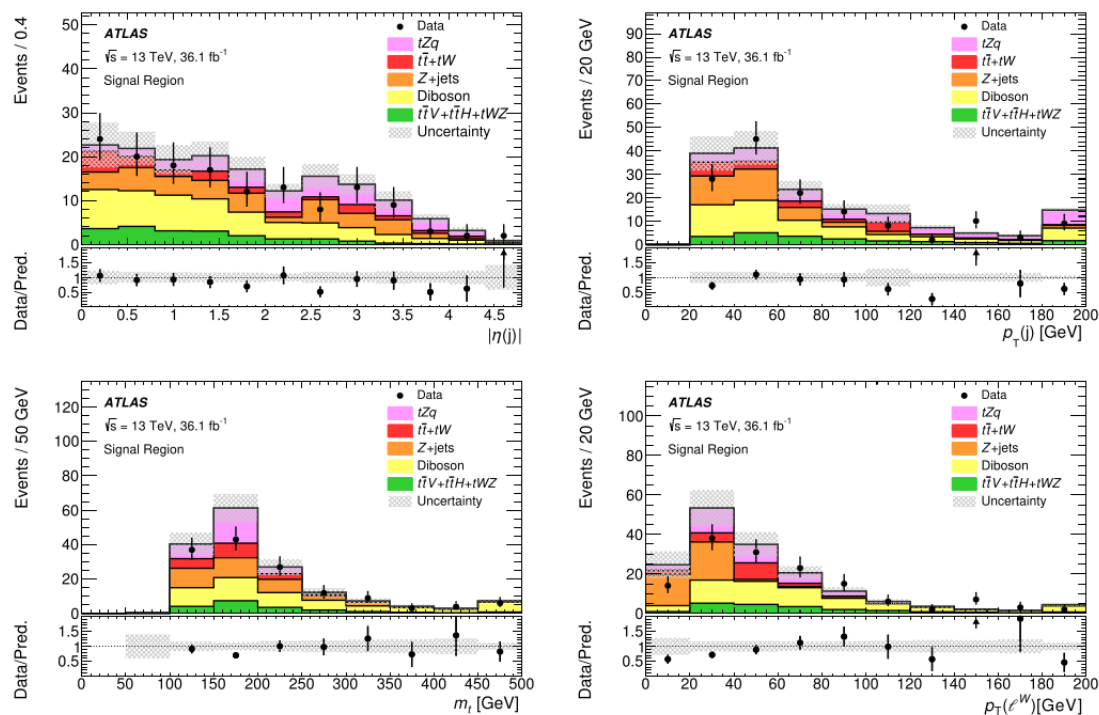 Events / 0.4
50
40
30
20
10
0
ATLAS
√s = 13 TeV, 36.1 fb⁻¹
Signal Region
Data
tZq
tt̄+tW
Z+jets
Diboson
tt̄V+tt̄H+tWZ
Uncertainty
Data/Pred.
1.5
1
0.5
0 0.5 1 1.5 2 2.5 3 3.5 4 4.5 5
|η(j)|
Events / 20 GeV
90
80
70
60
50
40
30
20
10
0
ATLAS
√s = 13 TeV, 36.1 fb⁻¹
Signal Region
Data
tZq
tt̄+tW
Z+jets
Diboson
tt̄V+tt̄H+tWZ
Uncertainty
Data/Pred.
1.5
1
0.5
0 20 40 60 80 100 120 140 160 180 200
p_T(j) [GeV]
Events / 50 GeV
120
100
80
60
40
20
0
ATLAS
√s = 13 TeV, 36.1 fb⁻¹
Signal Region
Data
tZq
tt̄+tW
Z+jets
Diboson
tt̄V+tt̄H+tWZ
Uncertainty
Data/Pred.
1.5
1
0.5
0 50 100 150 200 250 300 350 400 450 500
m_t [GeV]
Events / 20 GeV
100
80
60
40
20
0
ATLAS
√s = 13 TeV, 36.1 fb⁻¹
Signal Region
Data
tZq
tt̄+tW
Z+jets
Diboson
tt̄V+tt̄H+tWZ
Uncertainty
Data/Pred.
1.5
1
0.5
0 20 40 60 80 100 120 140 160 180 200
p_T(ℓ^W)[GeV]